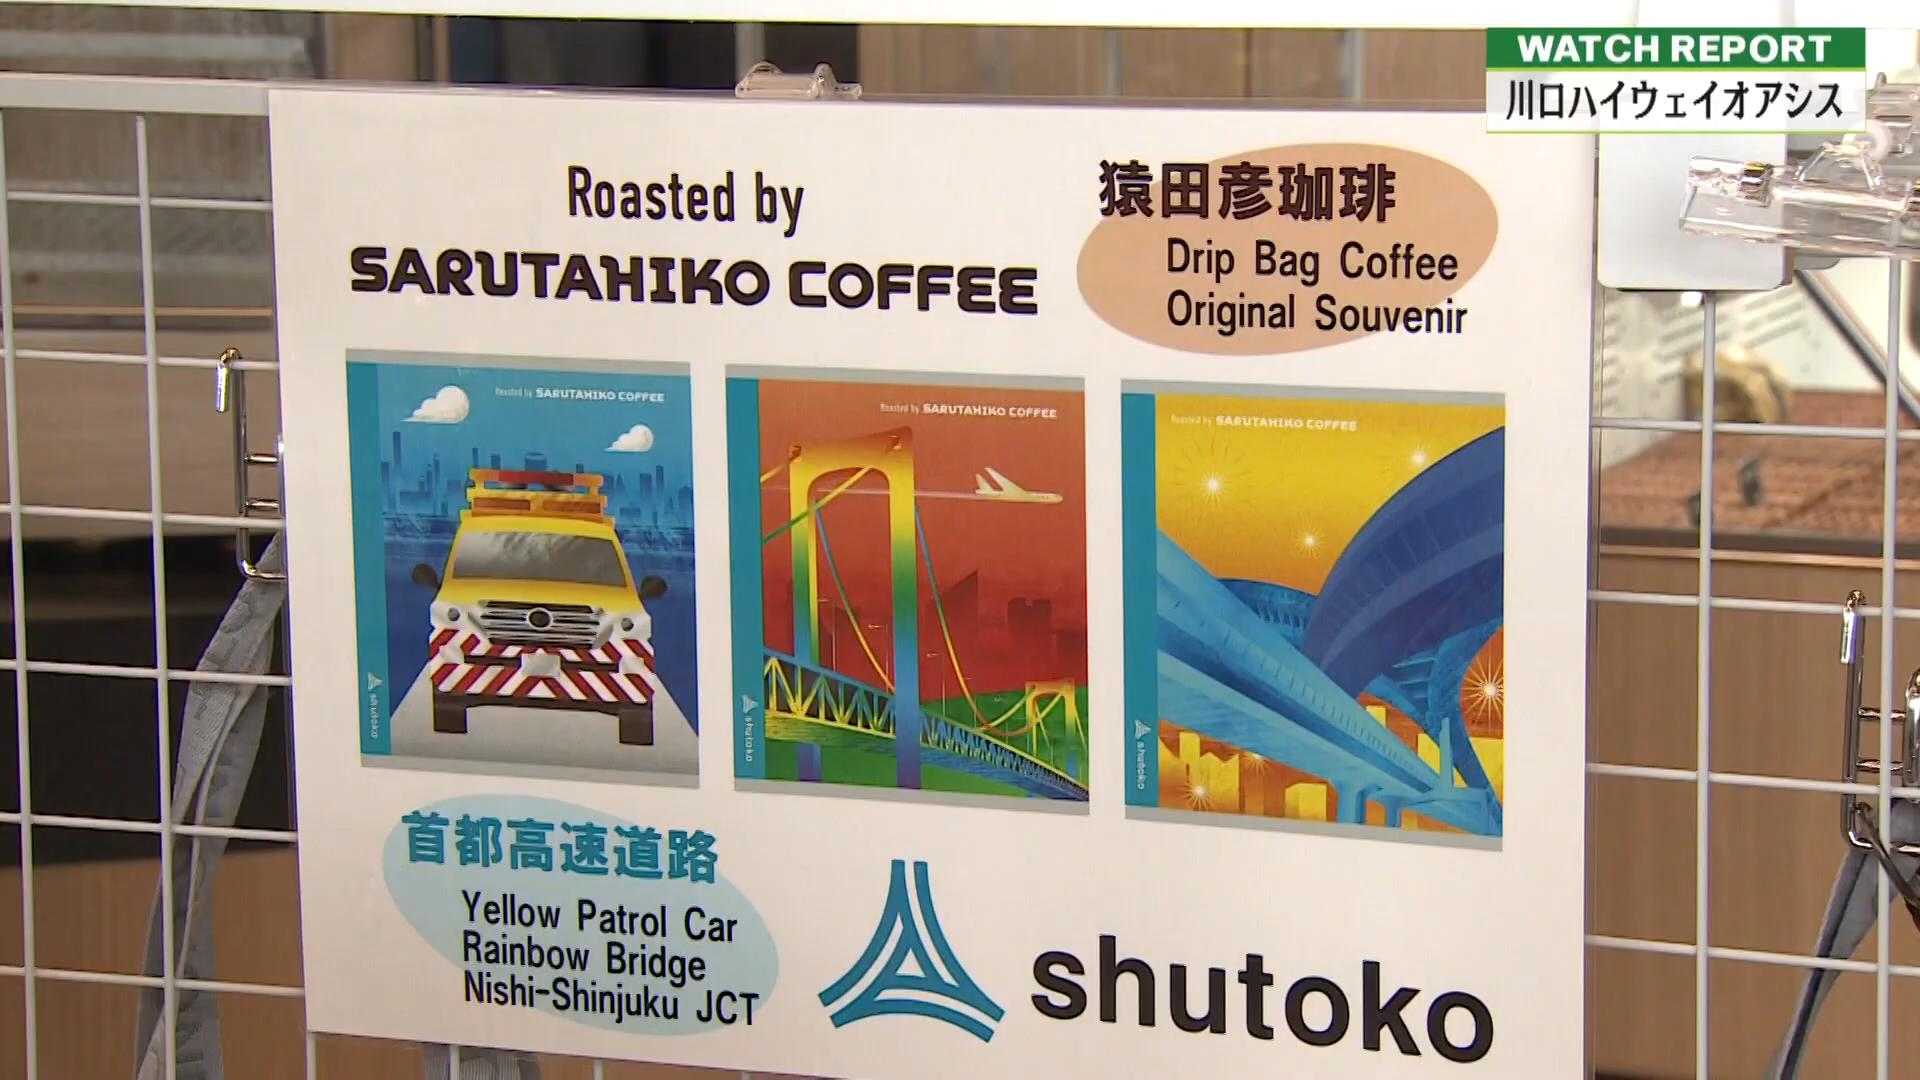 WATCH REPORT
川口ハイウェイオアシス
Roasted by
SARUTAHIKO COFFEE
猿田彦珈琲
Drip Bag Coffee
Original Souvenir
Roasted by SARUTAHIKO COFFEE
shutoko
Roasted by SARUTAHIKO COFFEE
shutoko
Roasted by SARUTAHIKO COFFEE
shutoko
首都高速道路
Yellow Patrol Car
Rainbow Bridge
Nishi-Shinjuku JCT
shutoko